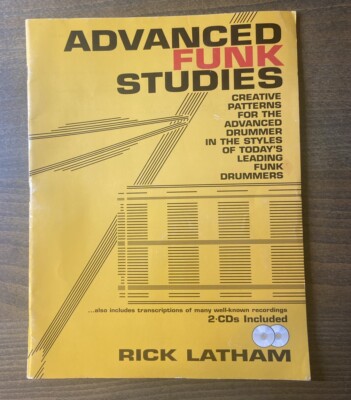 ADVANCED
FUNK
STUDIES
CREATIVE
PATTERNS
FOR THE
ADVANCED
DRUMMER
IN THE STYLES
OF TODAY'S
LEADING
FUNK
DRUMMERS
...also includes transcriptions of many well-known recordings
2-CDs Included
RICK LATHAM